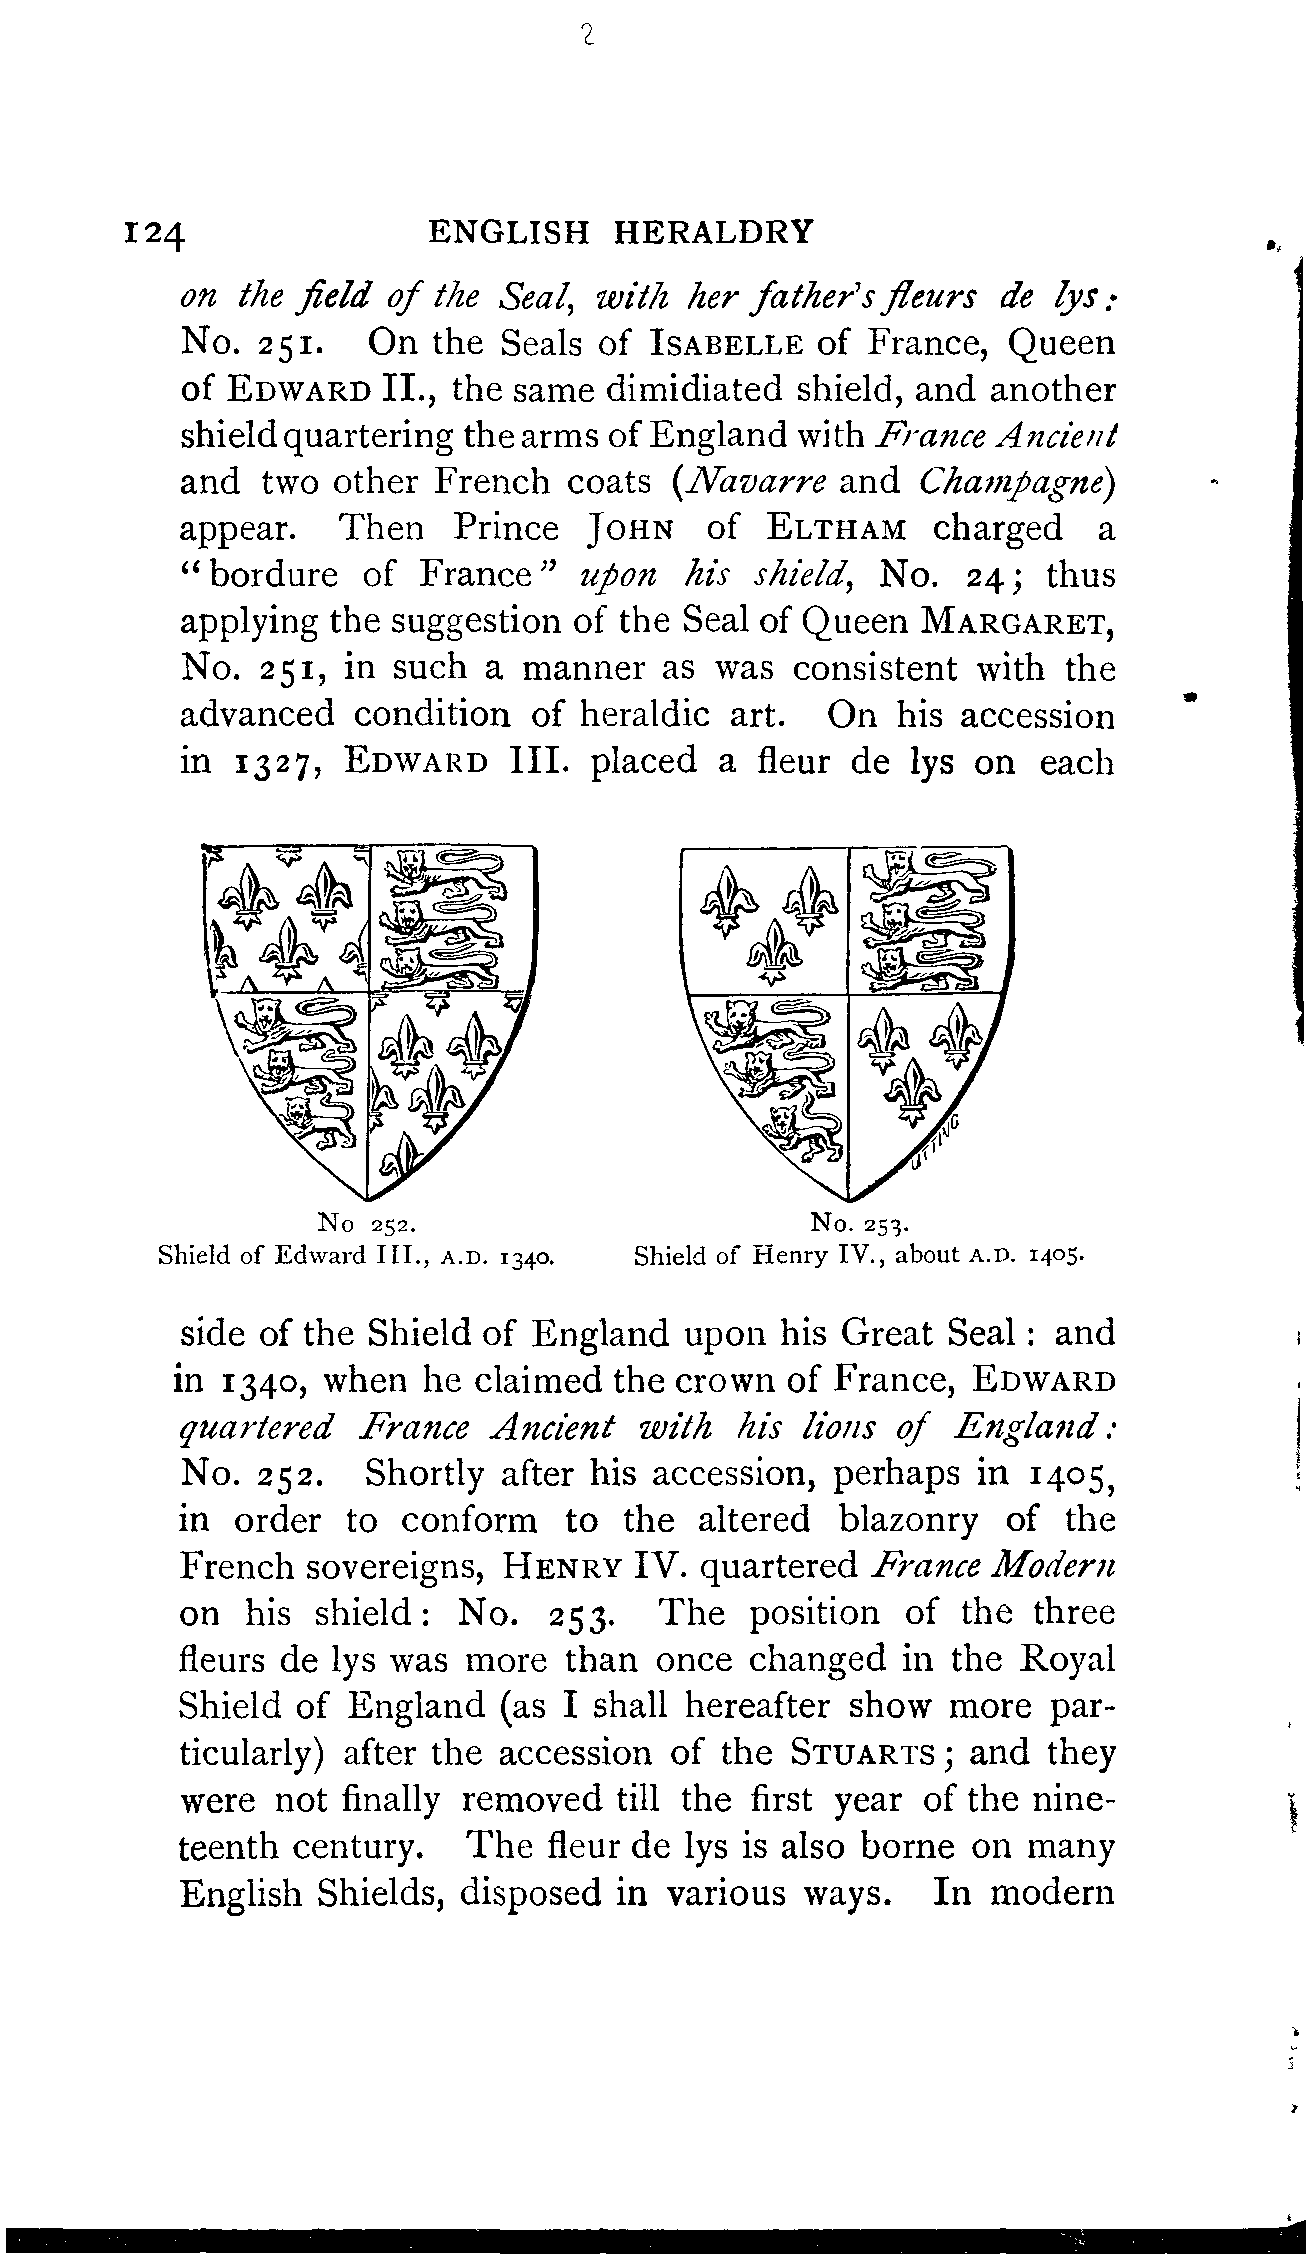 2
124 ENGLISH HERALDRY
on the field of the Seal, with her father's fleurs de lys:
No. 251. On the Seals of ISABELLE of France, Queen
of EDWARD II., the same dimidiated shield, and another
shield quartering the arms of England with France Ancient
and two other French coats (Navarre and Champagne)
appear. Then Prince JOHN of ELTHAM charged a
"bordure of France" upon his shield, No. 24; thus
applying the suggestion of the Seal of Queen MARGARET,
No. 251, in such a manner as was consistent with the
advanced condition of heraldic art. On his accession
in 1327, EDWARD III. placed a fleur de lys on each
UTTING
No 252.
Shield of Edward III., A.D. 1340.
No. 253.
Shield of Henry IV., about A.D. 1405.
side of the Shield of England upon his Great Seal: and
in 1340, when he claimed the crown of France, EDWARD
quartered France Ancient with his lions of England:
No. 252. Shortly after his accession, perhaps in 1405,
in order to conform to the altered blazonry of the
French sovereigns, HENRY IV. quartered France Modern
on his shield: No. 253. The position of the three
fleurs de lys was more than once changed in the Royal
Shield of England (as I shall hereafter show more par-
ticularly) after the accession of the STUARTS; and they
were not finally removed till the first year of the nine-
teenth century. The fleur de lys is also borne on many
English Shields, disposed in various ways. In modern